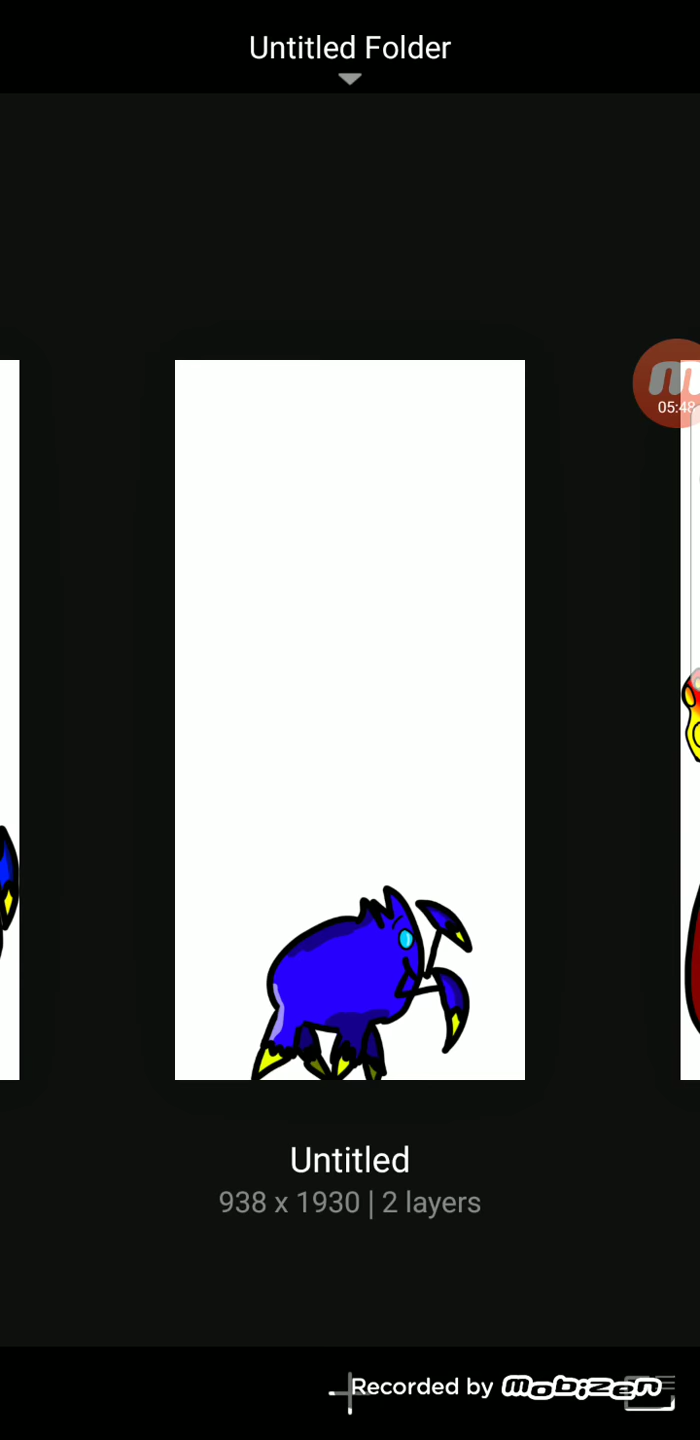 Untitled Folder
05:48
Untitled
938 x 1930 | 2 layers
Recorded by mobizen